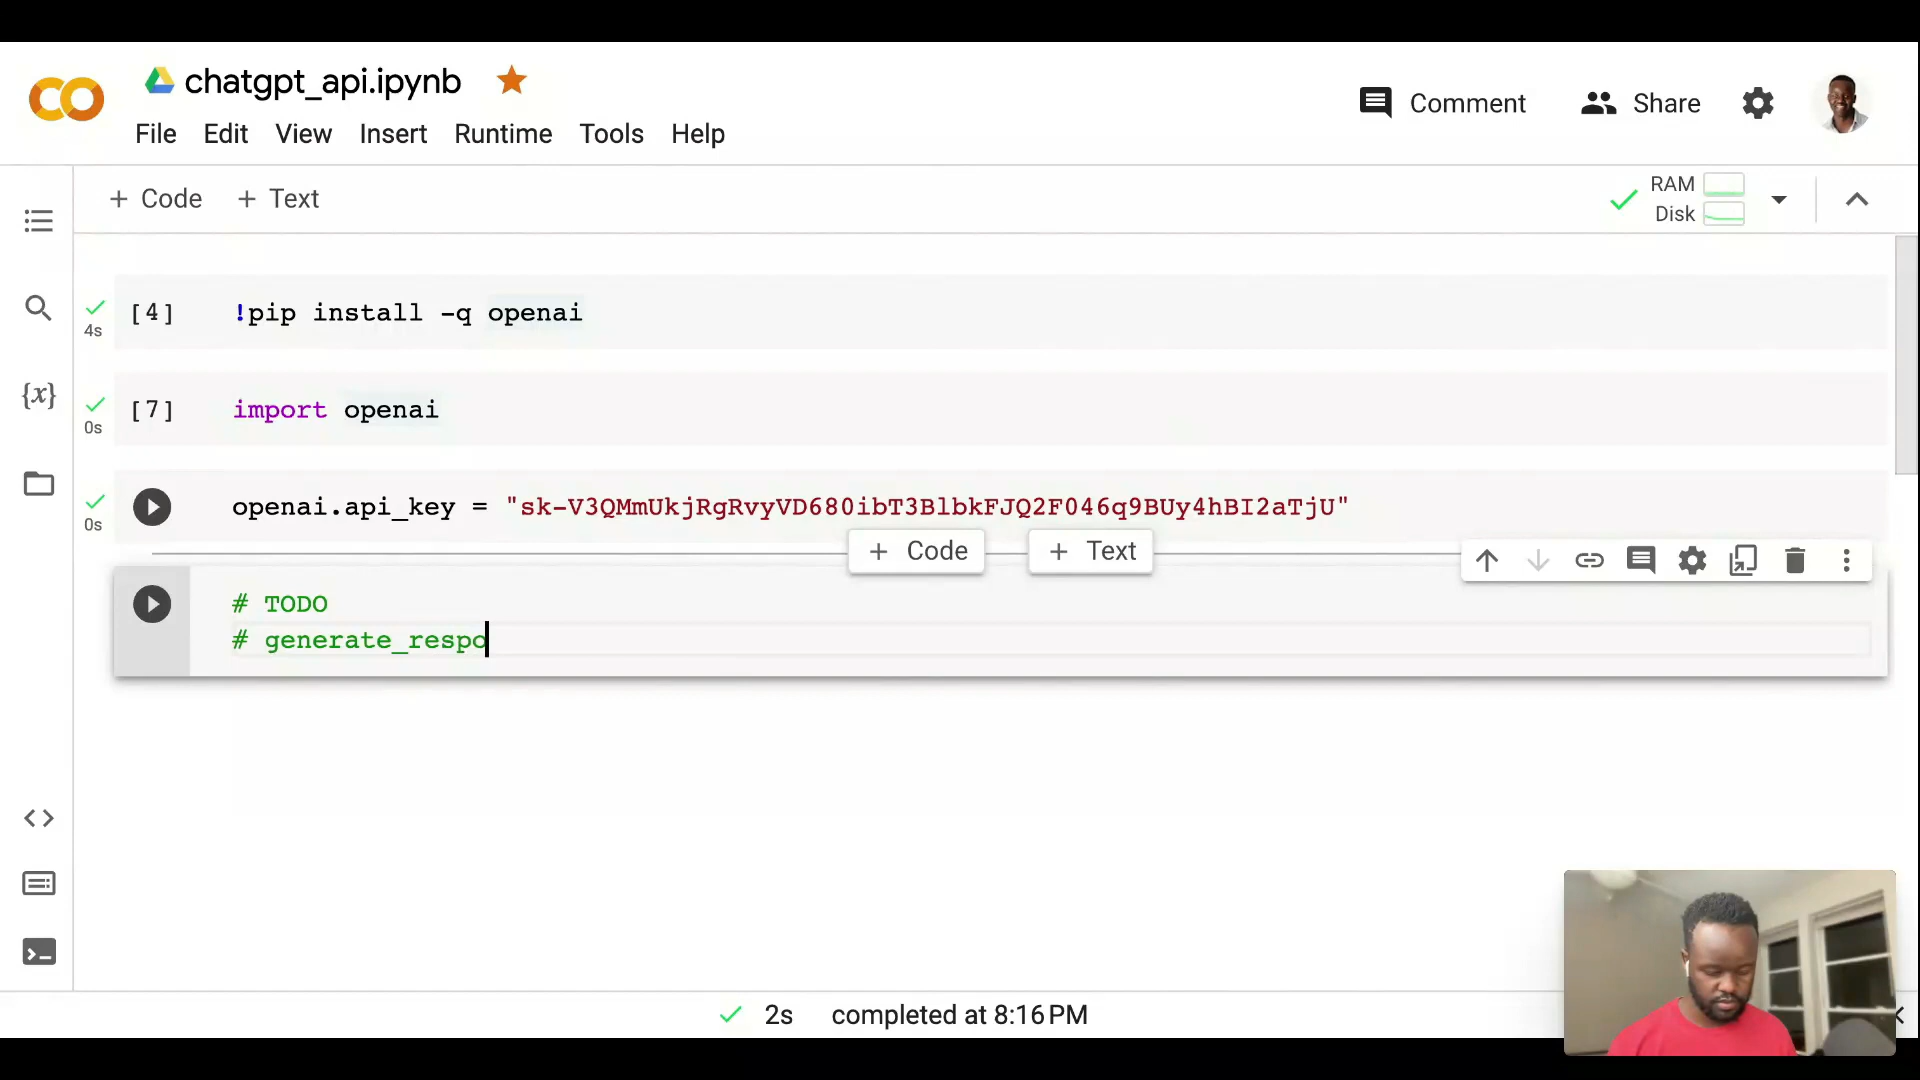 chatgpt_api.ipynb
Comment
Share
File Edit View Insert Runtime Tools Help
+ Code + Text
RAM
Disk
4s
[4] !pip install -q openai
{x}
0s
[7] import openai
0s
openai.api_key = "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"
+ Code
+ Text
# TODO
# generate_respo
2s completed at 8:16 PM